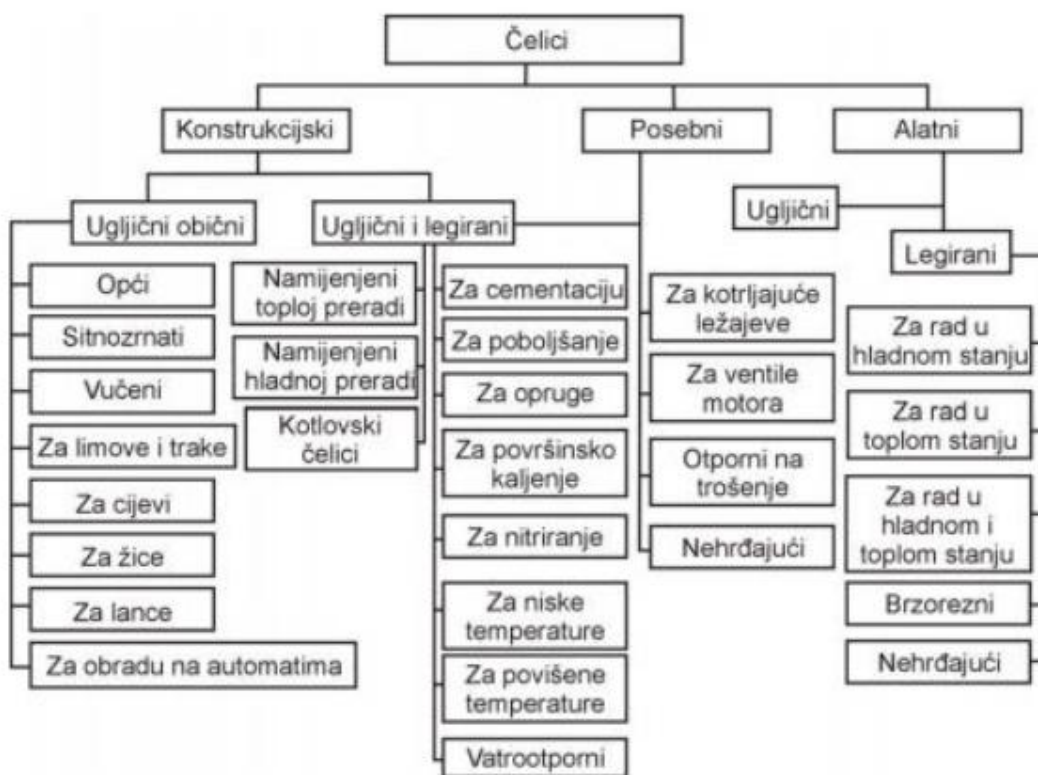 Čelici
Konstrukcijski
Posebni
Alatni
Ugljični obični
Ugljični i legirani
Ugljični
Legirani
Opći
Sitnozrnati
Vučeni
Za limove i trake
Za cijevi
Za žice
Za lance
Za obradu na automatima
Namijenjeni
toploj preradi
Namijenjeni
hladnoj preradi
Kotlovski
čelici
Za cementaciju
Za poboljšanje
Za opruge
Za površinsko
kaljenje
Za nitriranje
Za niske
temperature
Za povišene
temperature
Vatrootporni
Za kotrljajuće
ležajeve
Za ventile
motora
Otporni na
trošenje
Nehrđajući
Za rad u
hladnom stanju
Za rad u
toplom stanju
Za rad u
hladnom i
toplom stanju
Brzorezni
Nehrđajući